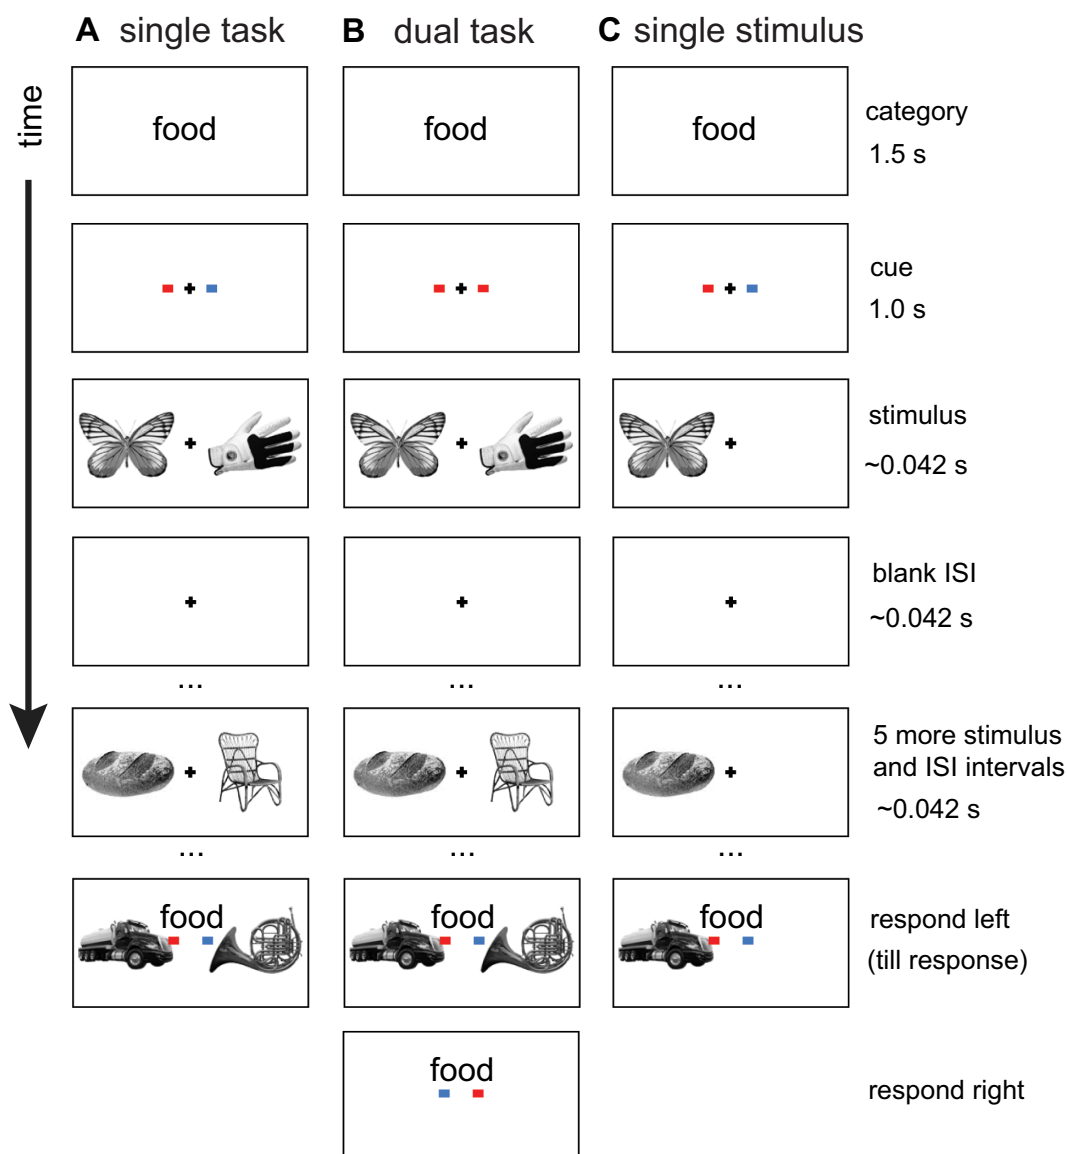 A single task
B dual task
C single stimulus
time
food
food
food
category
1.5 s
cue
1.0 s
stimulus
~0.042 s
blank ISI
~0.042 s
...
...
...
5 more stimulus
and ISI intervals
~0.042 s
...
...
...
food
food
food
respond left
(till response)
food
respond right